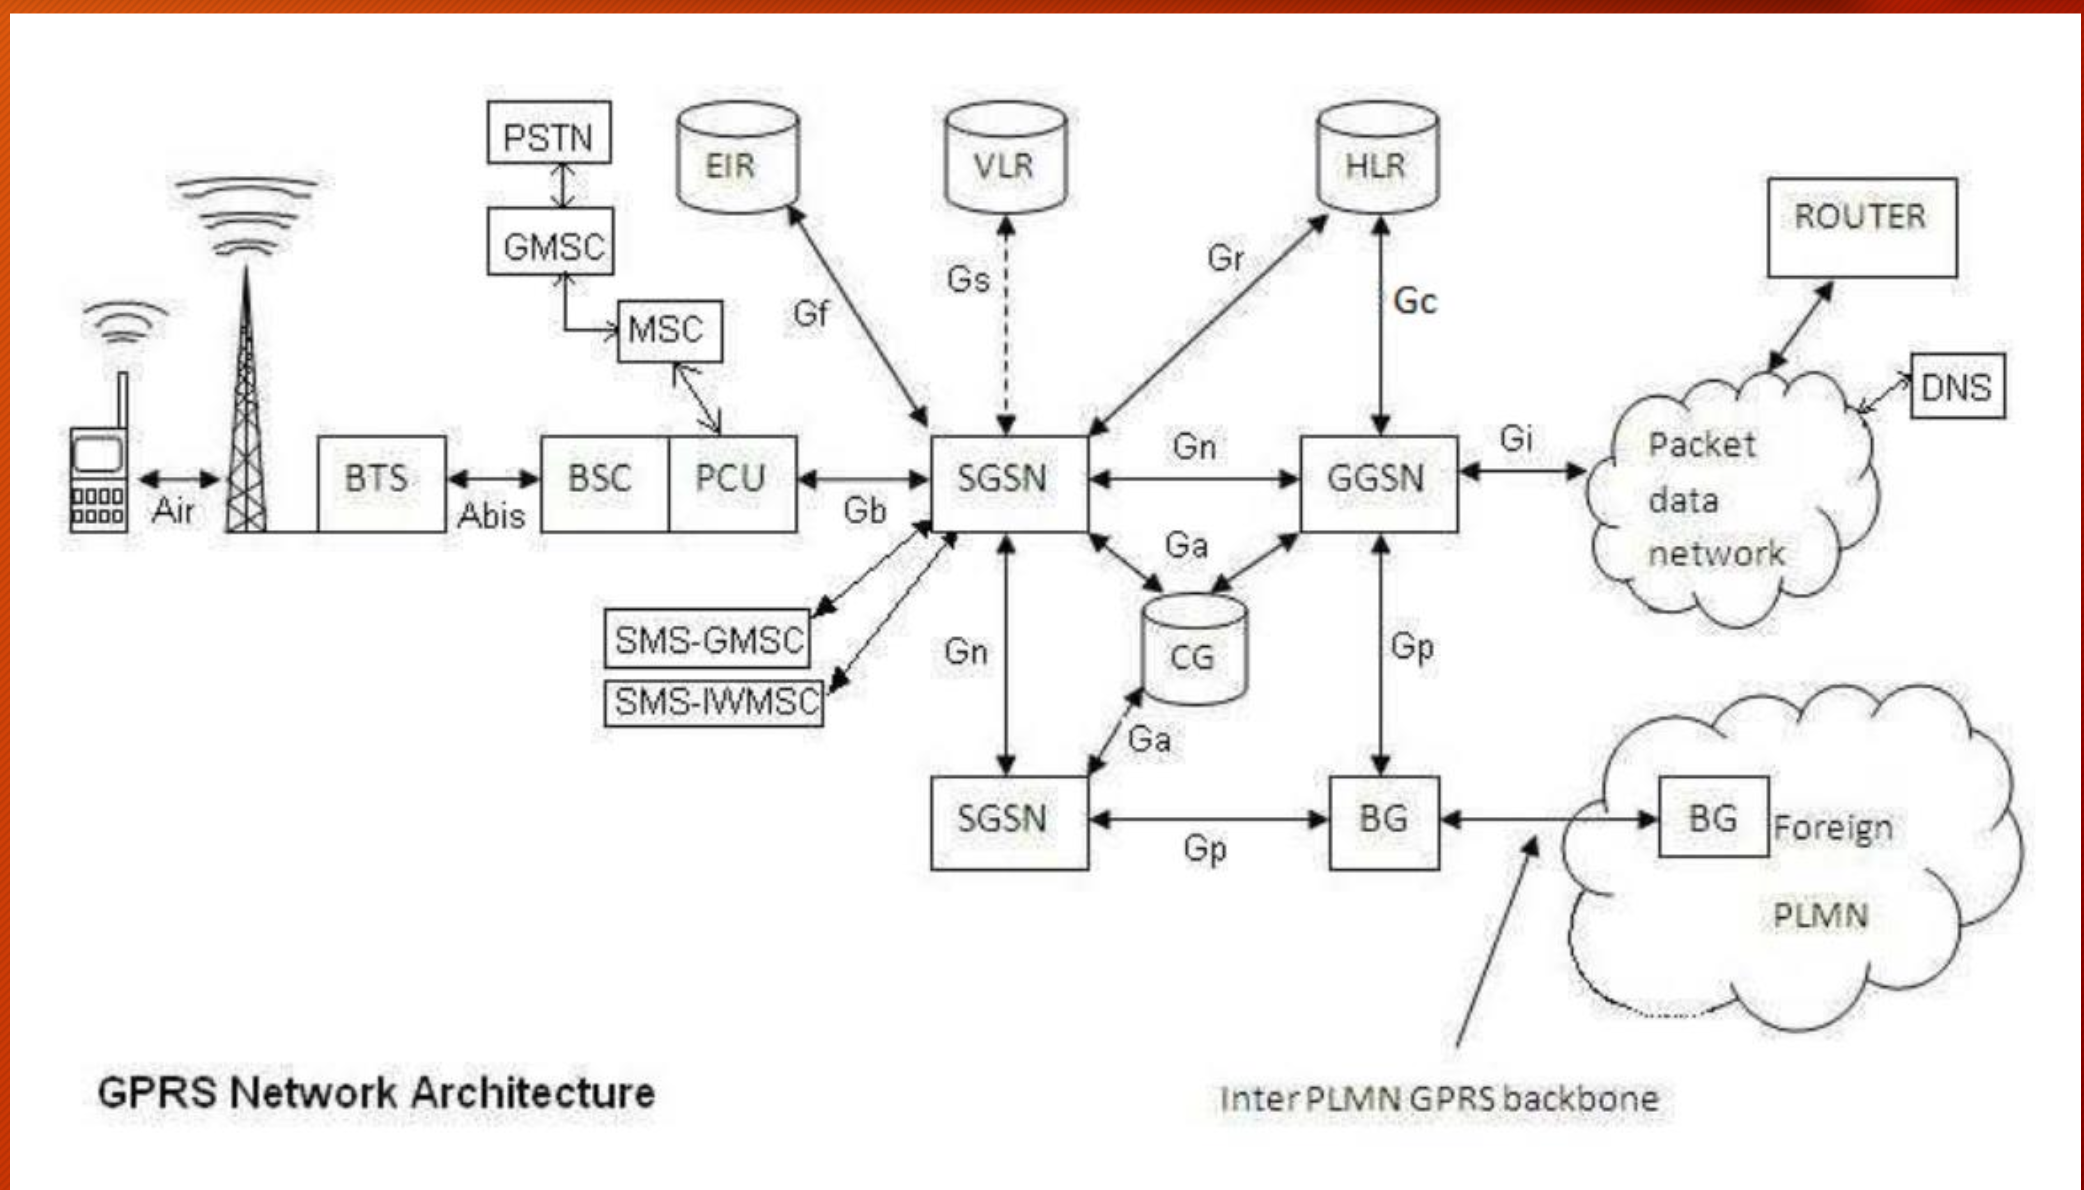 PSTN
EIR
VLR
HLR
ROUTER
GMSC
Gs
Gr
Gc
Gf
MSC
DNS
Packet
data
network
Gn
Gi
BTS
BSC
PCU
SGSN
GGSN
Air
Abis
Gb
Ga
SMS-GMSC
Gn
CG
Gp
SMS-IWMSC
Ga
SGSN
BG
BG
Foreign
PLMN
Gp
GPRS Network Architecture
Inter PLMN GPRS backbone